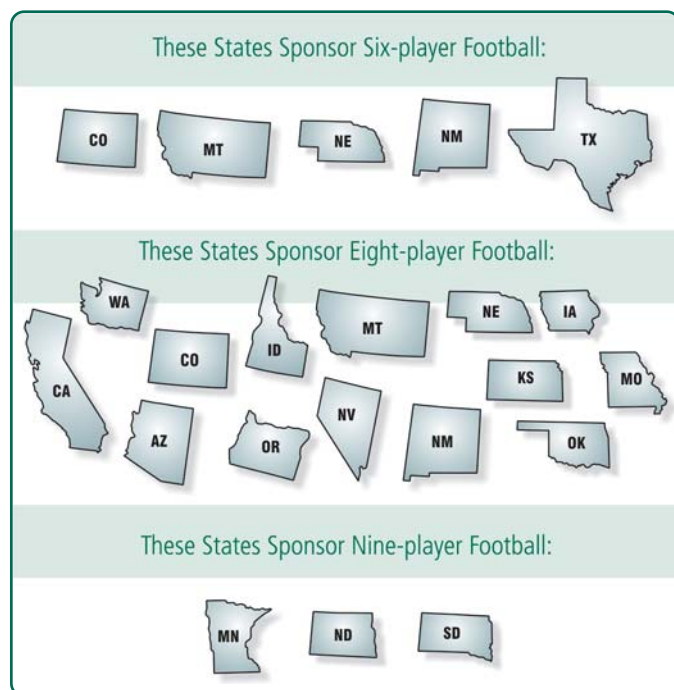 These States Sponsor Six-player Football:
CO
MT
NE
NM
TX
These States Sponsor Eight-player Football:
WA
CA
CO
ID
MT
NE
IA
KS
MO
AZ
OR
NV
NM
OK
These States Sponsor Nine-player Football:
MN
ND
SD